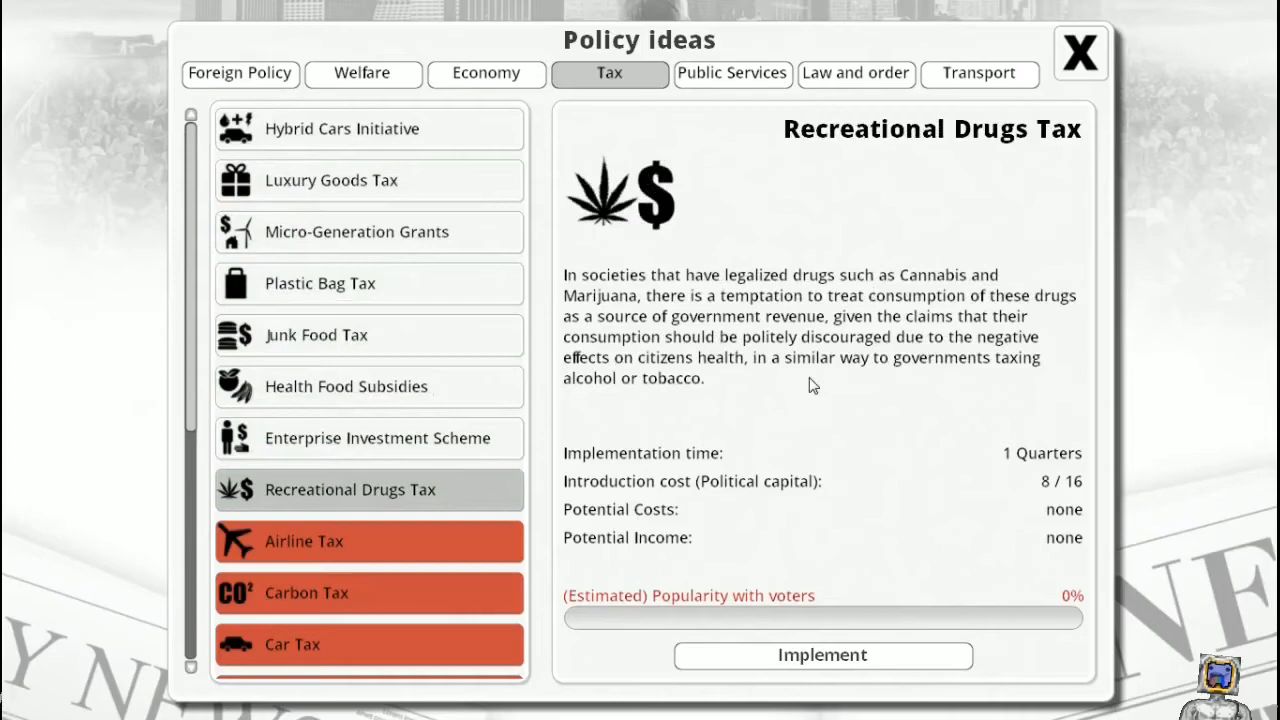 Policy ideas
X
Foreign Policy
Welfare
Economy
Tax
Public Services
Law and order
Transport
Hybrid Cars Initiative
Luxury Goods Tax
Micro-Generation Grants
Plastic Bag Tax
Junk Food Tax
Health Food Subsidies
Enterprise Investment Scheme
Recreational Drugs Tax
Airline Tax
CO² Carbon Tax
Car Tax
Recreational Drugs Tax
In societies that have legalized drugs such as Cannabis and
Marijuana, there is a temptation to treat consumption of these drugs
as a source of government revenue, given the claims that their
consumption should be politely discouraged due to the negative
effects on citizens health, in a similar way to governments taxing
alcohol or tobacco.
Implementation time: 1 Quarters
Introduction cost (Political capital): 8 / 16
Potential Costs: none
Potential Income: none
(Estimated) Popularity with voters 0%
Implement
Y NEWS
NE